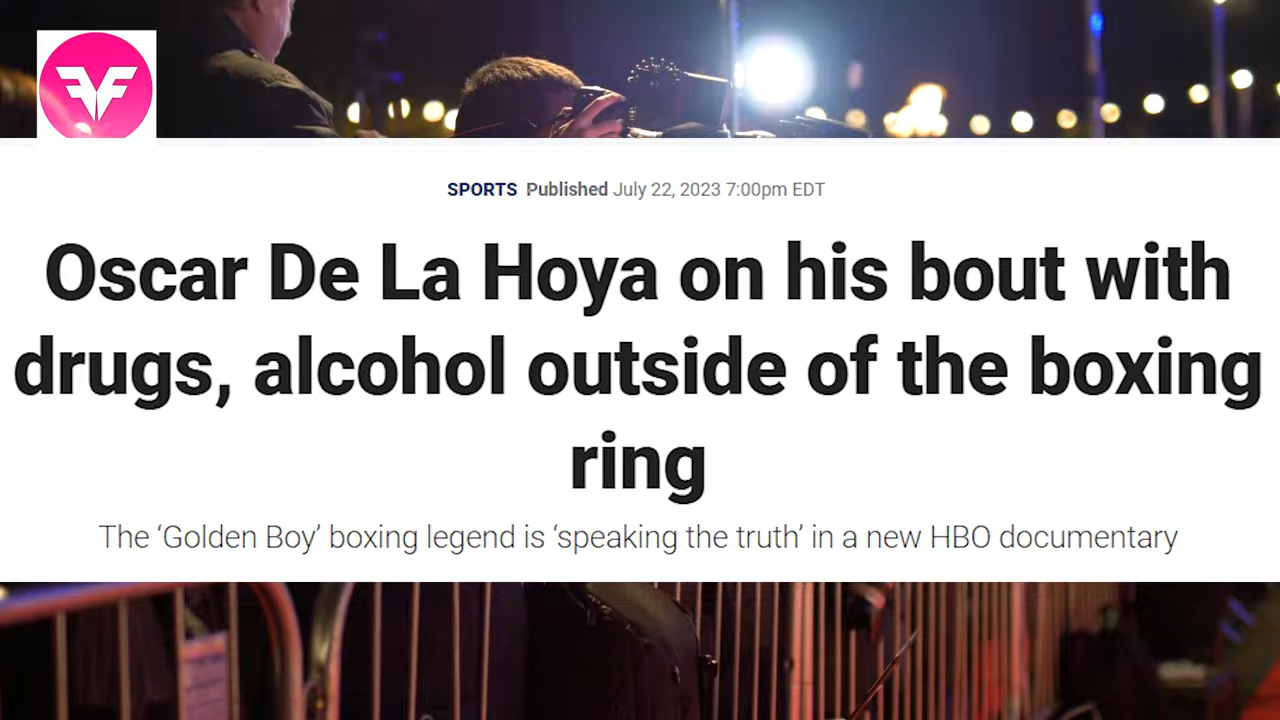 SPORTS Published July 22, 2023 7:00pm EDT
Oscar De La Hoya on his bout with
drugs, alcohol outside of the boxing
ring
The ‘Golden Boy’ boxing legend is ‘speaking the truth’ in a new HBO documentary